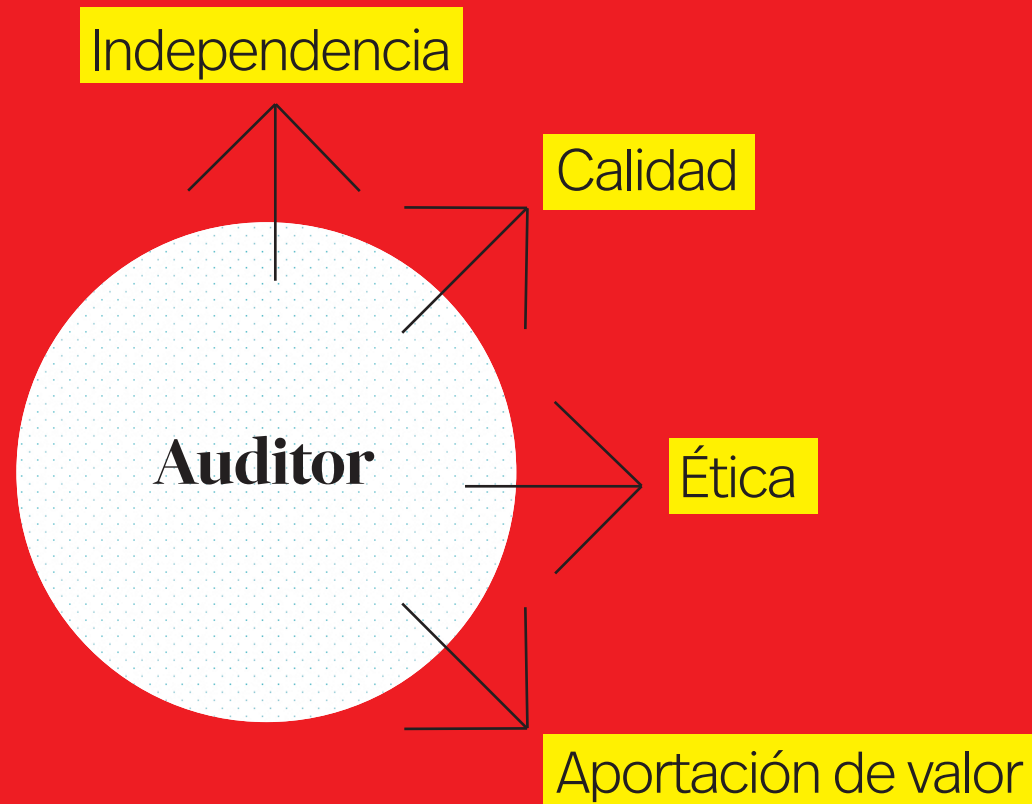 Independencia
Calidad
Auditor
Ética
Aportación de valor